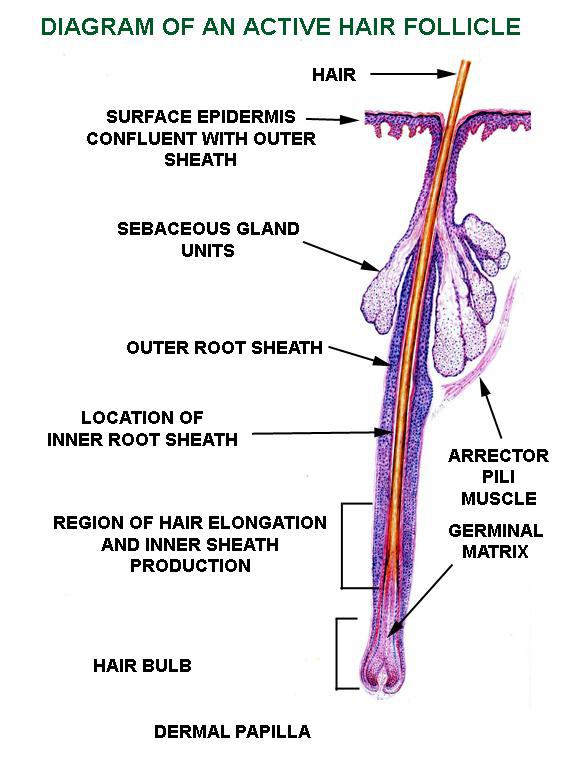 DIAGRAM OF AN ACTIVE HAIR FOLLICLE
HAIR
SURFACE EPIDERMIS
CONFLUENT WITH OUTER
SHEATH
SEBACEOUS GLAND
UNITS
OUTER ROOT SHEATH
LOCATION OF
INNER ROOT SHEATH
ARRECTOR
PILI
MUSCLE
REGION OF HAIR ELONGATION
AND INNER SHEATH
PRODUCTION
GERMINAL
MATRIX
HAIR BULB
DERMAL PAPILLA